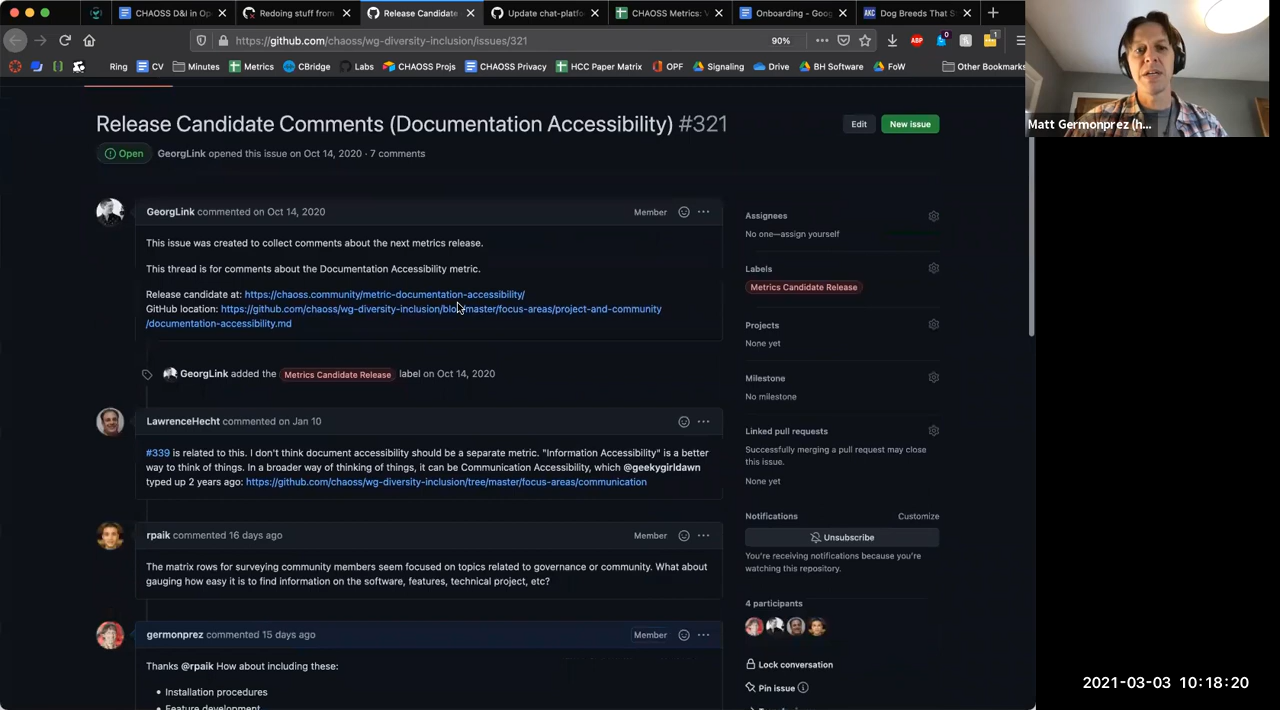 CHAOSS D&I in Op
Redoing stuff from
Release Candidate
Update chat-platfo
CHAOSS Metrics: V
Onboarding - Goog
Dog Breeds That S
https://github.com/chaoss/wg-diversity-inclusion/issues/321
90%
ABP
0
1
Ring
CV
Minutes
Metrics
CBridge
Labs
CHAOSS Projs
CHAOSS Privacy
HCC Paper Matrix
OPF
Signaling
Drive
BH Software
FoW
Other Bookmarks
Matt Germonprez (h...
Release Candidate Comments (Documentation Accessibility) #321
Edit
New issue
Open
GeorgLink opened this issue on Oct 14, 2020 · 7 comments
GeorgLink commented on Oct 14, 2020
Member
This issue was created to collect comments about the next metrics release.
This thread is for comments about the Documentation Accessibility metric.
Release candidate at: https://chaoss.community/metric-documentation-accessibility/
GitHub location: https://github.com/chaoss/wg-diversity-inclusion/blob/master/focus-areas/project-and-community
/documentation-accessibility.md
GeorgLink added the Metrics Candidate Release label on Oct 14, 2020
LawrenceHecht commented on Jan 10
#339 is related to this. I don't think document accessibility should be a separate metric. "Information Accessibility" is a better
way to think of things. In a broader way of thinking of things, it can be Communication Accessibility, which @geekygirldawn
typed up 2 years ago: https://github.com/chaoss/wg-diversity-inclusion/tree/master/focus-areas/communication
rpaik commented 16 days ago
Member
The matrix rows for surveying community members seem focused on topics related to governance or community. What about
gauging how easy it is to find information on the software, features, technical project, etc?
germonprez commented 15 days ago
Member
Thanks @rpaik How about including these:
• Installation procedures
• Feature development
Assignees
No one—assign yourself
Labels
Metrics Candidate Release
Projects
None yet
Milestone
No milestone
Linked pull requests
Successfully merging a pull request may close
this issue.
None yet
Notifications
Customize
Unsubscribe
You're receiving notifications because you're
watching this repository.
4 participants
Lock conversation
Pin issue
2021-03-03 10:18:20